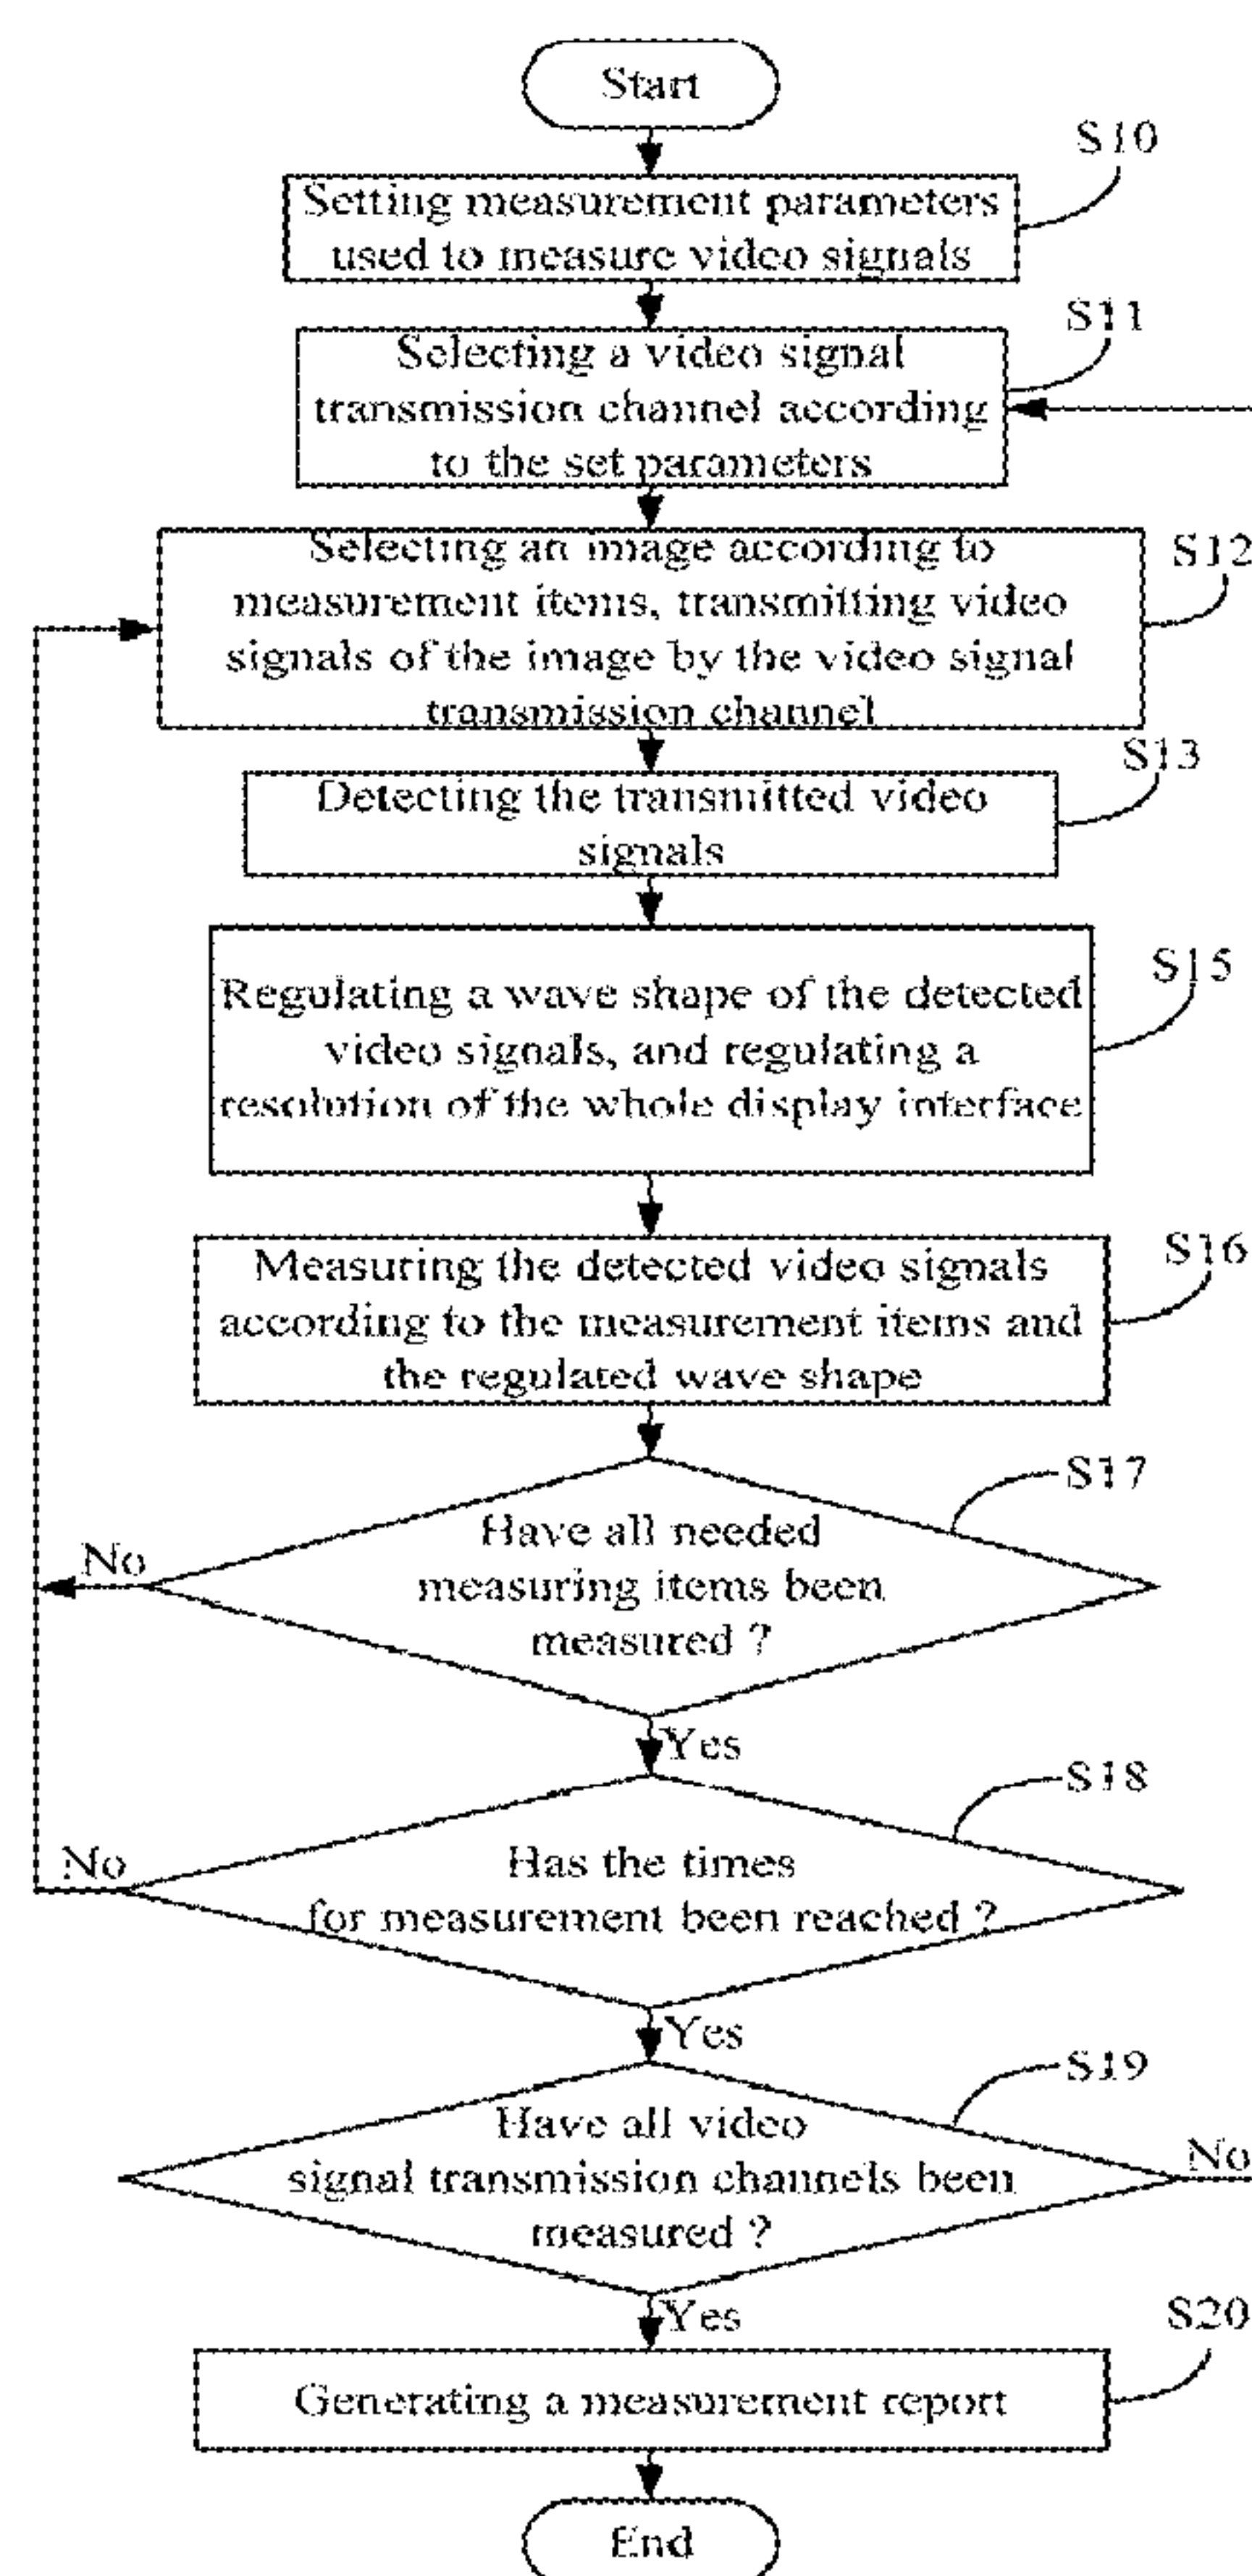 Start
S10
Setting measurement parameters
used to measure video signals
S11
Selecting a video signal
transmission channel according
to the set parameters
S12
Selecting an image according to
measurement items, transmitting video
signals of the image by the video signal
transmission channel
S13
Detecting the transmitted video
signals
S15
Regulating a wave shape of the detected
video signals, and regulating a
resolution of the whole display interface
S16
Measuring the detected video signals
according to the measurement items and
the regulated wave shape
S17
Have all needed
measuring items been
measured ?
No
Yes
S18
Has the times
for measurement been reached ?
No
Yes
S19
Have all video
signal transmission channels been
measured ?
No
Yes
S20
Generating a measurement report
End